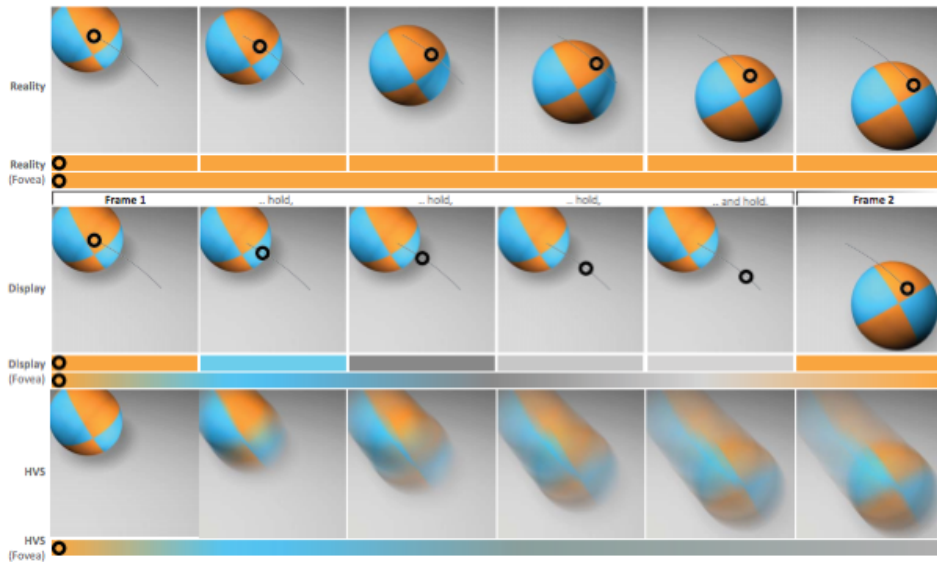 Reality
Reality
(Fovea)
Frame 1
.. hold,
.. hold,
.. hold,
.. and hold.
Frame 2
Display
Display
(Fovea)
HVS
HVS
(Fovea)